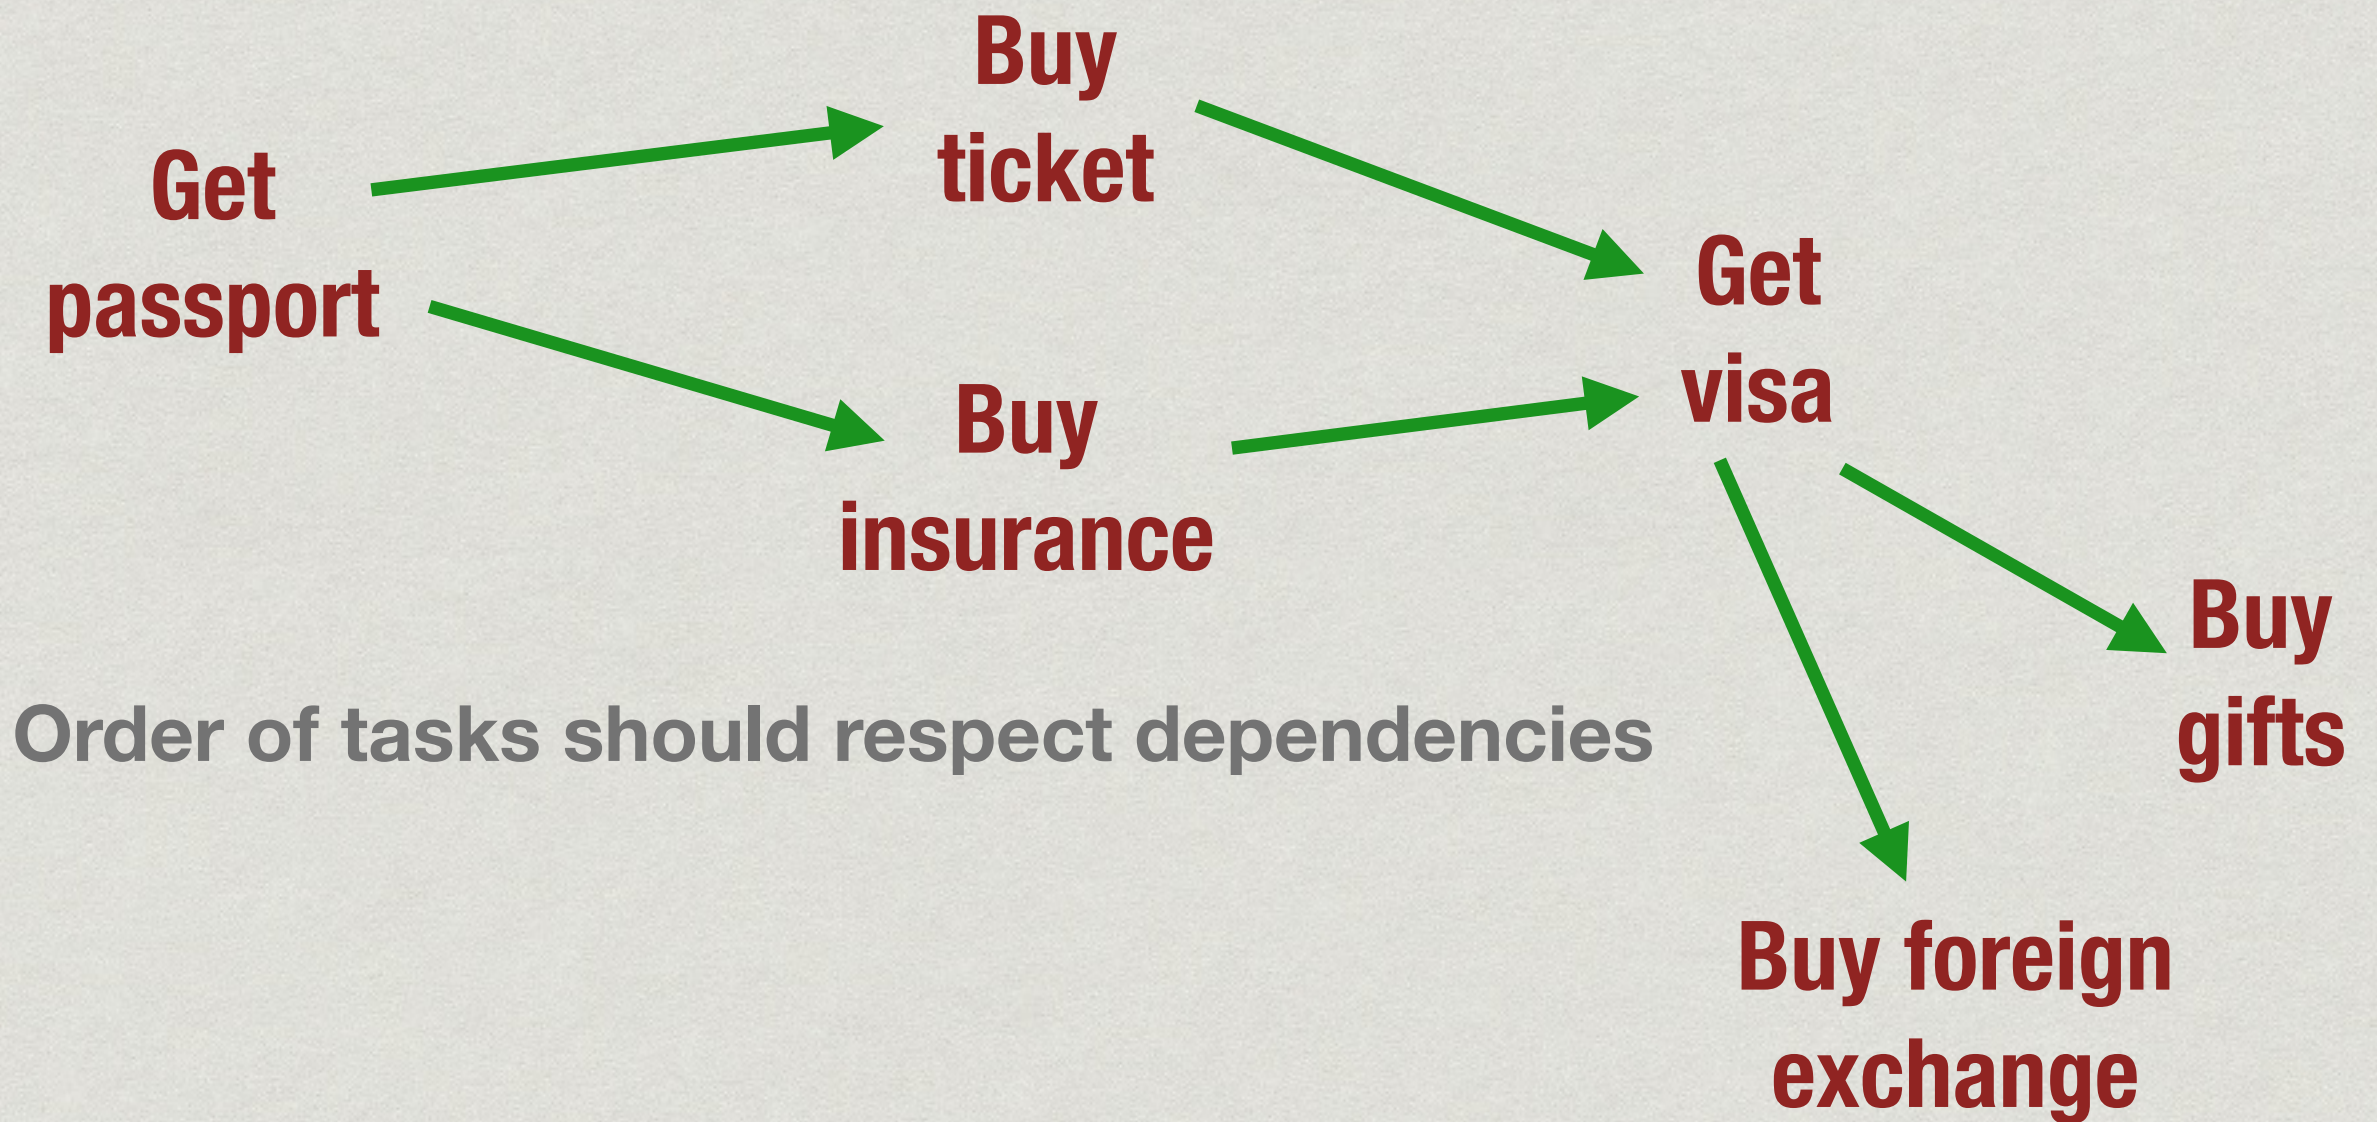 Get
passport
Buy
ticket
Buy
insurance
Get
visa
Buy
gifts
Order of tasks should respect dependencies
Buy foreign
exchange